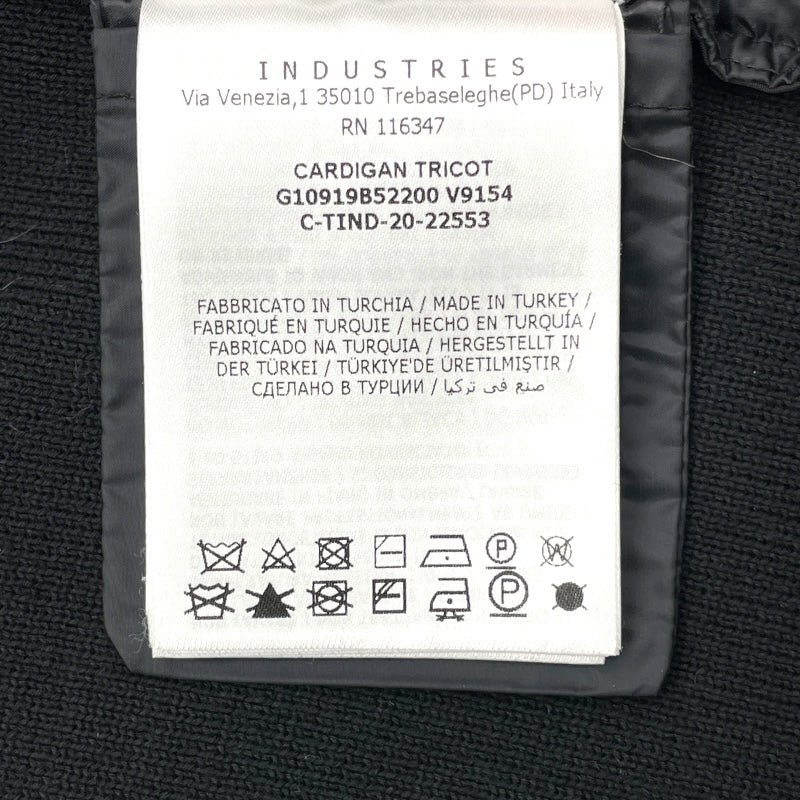 INDUSTRIES
Via Venezia,1 35010 Trebaseleghe(PD) Italy
RN 116347
CARDIGAN TRICOT
G10919B52200 V9154
C-TIND-20-22553
FABBRICATO IN TURCHIA / MADE IN TURKEY /
FABRIQUÉ EN TURQUIE / HECHO EN TURQUÍA /
FABRICADO NA TURQUIA / HERGESTELLT IN
DER TÜRKEI / TÜRKİYE'DE ÜRETILMIŞTIR /
СДЕЛАНО В ТУРЦИИ / صنع في تركيا
P W
P